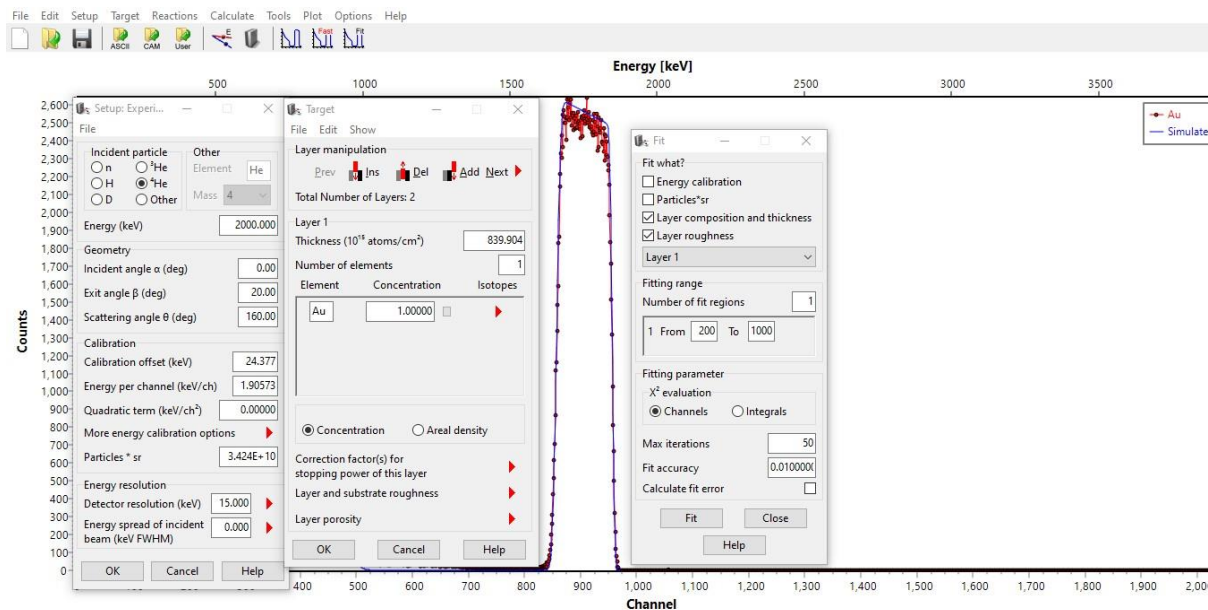 File Edit Setup Target Reactions Calculate Tools Plot Options Help
ASCII CAM User E Fast Fit
Energy [keV]
500 1000 1500 2000 2500 3000 3500
Counts
2,600
2,500
2,400
2,300
2,200
2,100
2,000
1,900
1,800
1,700
1,600
1,500
1,400
1,300
1,200
1,100
1,000
900
800
700
600
500
400
300
200
100
0
Setup: Experi...
File
Incident particle
n ³He
H ⁴He
D Other
Other
Element He
Mass 4
Energy (keV) 2000.000
Geometry
Incident angle α (deg) 0.00
Exit angle β (deg) 20.00
Scattering angle θ (deg) 160.00
Calibration
Calibration offset (keV) 24.377
Energy per channel (keV/ch) 1.90573
Quadratic term (keV/ch²) 0.00000
More energy calibration options
Particles * sr 3.424E+10
Energy resolution
Detector resolution (keV) 15.000
Energy spread of incident
beam (keV FWHM) 0.000
OK Cancel Help
Target
File Edit Show
Layer manipulation
Prev Ins Del Add Next
Total Number of Layers: 2
Layer 1
Thickness (10¹⁵ atoms/cm²) 839.904
Number of elements 1
Element Concentration Isotopes
Au 1.00000
Concentration Areal density
Correction factor(s) for
stopping power of this layer
Layer and substrate roughness
Layer porosity
OK Cancel Help
Fit
Fit what?
Energy calibration
Particles*sr
Layer composition and thickness
Layer roughness
Layer 1
Fitting range
Number of fit regions 1
1 From 200 To 1000
Fitting parameter
X² evaluation
Channels Integrals
Max iterations 50
Fit accuracy 0.0100000
Calculate fit error
Fit Close
Help
Au
Simulate
800 900 1,000 1,100 1,200 1,300 1,400 1,500 1,600 1,700 1,800 1,900
Channel